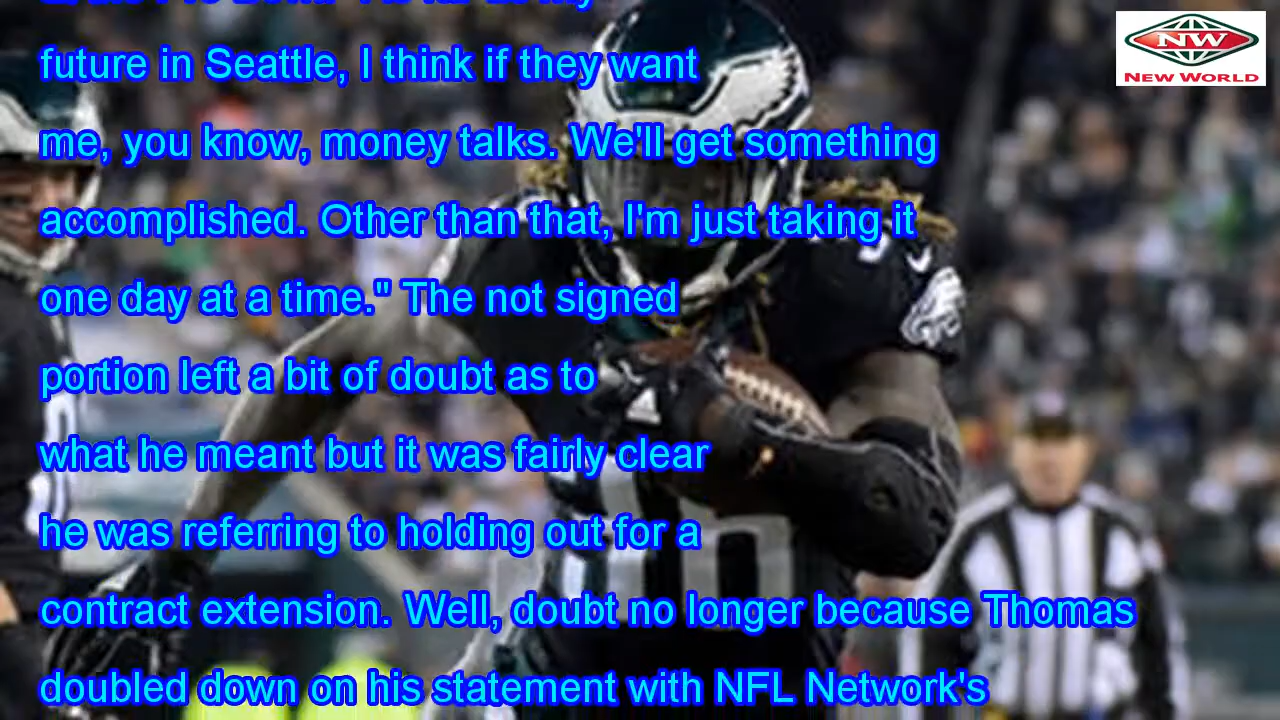 future in Seattle, I think if they want
me, you know, money talks. We'll get something
accomplished. Other than that, I'm just taking it
one day at a time." The not signed
portion left a bit of doubt as to
what he meant but it was fairly clear
he was referring to holding out for a
contract extension. Well, doubt no longer because Thomas
doubled down on his statement with NFL Network's
NW
NEW WORLD